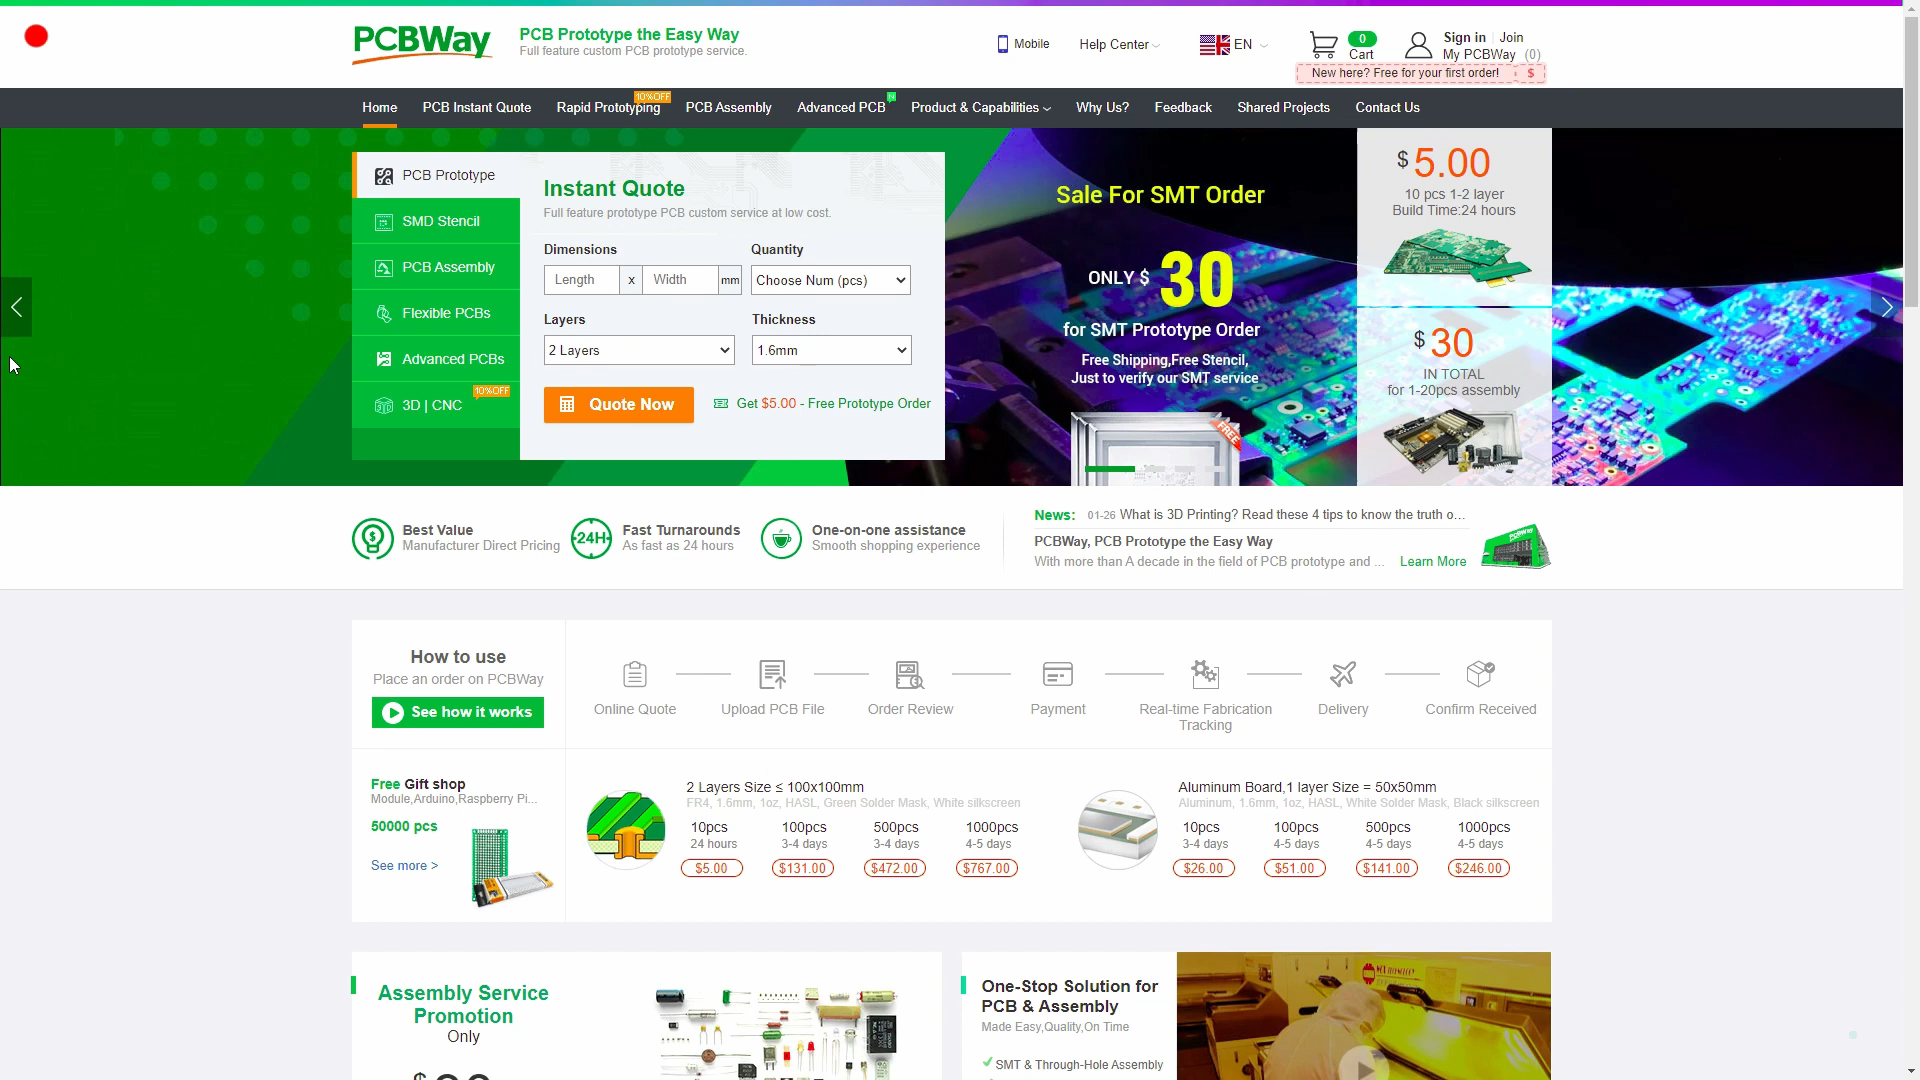 PCBWay
PCB Prototype the Easy Way
Full feature custom PCB prototype service.
Mobile
Help Center
EN
0
Cart
Sign in
Join
My PCBWay (0)
New here? Free for your first order! $
Home
PCB Instant Quote
Rapid Prototyping
10%OFF
PCB Assembly
Advanced PCB
N
Product & Capabilities
Why Us?
Feedback
Shared Projects
Contact Us
PCB Prototype
SMD Stencil
PCB Assembly
Flexible PCBs
Advanced PCBs
10%OFF
3D | CNC
Instant Quote
Full feature prototype PCB custom service at low cost.
Dimensions
Quantity
Length x Width mm
Choose Num (pcs)
Layers
Thickness
2 Layers
1.6mm
Quote Now
Get $5.00 - Free Prototype Order
Sale For SMT Order
ONLY $ 30
for SMT Prototype Order
Free Shipping,Free Stencil,
Just to verify our SMT service
FREE
$ 5.00
10 pcs 1-2 layer
Build Time:24 hours
$ 30
IN TOTAL
for 1-20pcs assembly
Best Value
Manufacturer Direct Pricing
24H
Fast Turnarounds
As fast as 24 hours
One-on-one assistance
Smooth shopping experience
News: 01-26 What is 3D Printing? Read these 4 tips to know the truth o...
PCBWay, PCB Prototype the Easy Way
With more than A decade in the field of PCB prototype and ... Learn More
PCBWay
How to use
Place an order on PCBWay
See how it works
Online Quote
Upload PCB File
Order Review
Payment
Real-time Fabrication
Tracking
Delivery
Confirm Received
Free Gift shop
Module,Arduino,Raspberry Pi...
50000 pcs
See more >
2 Layers Size ≤ 100x100mm
FR4, 1.6mm, 1oz, HASL, Green Solder Mask, White silkscreen
10pcs 100pcs 500pcs 1000pcs
24 hours 3-4 days 3-4 days 4-5 days
$5.00 $131.00 $472.00 $767.00
Aluminum Board,1 layer Size = 50x50mm
Aluminum, 1.6mm, 1oz, HASL, White Solder Mask, Black silkscreen
10pcs 100pcs 500pcs 1000pcs
3-4 days 4-5 days 4-5 days 4-5 days
$26.00 $51.00 $141.00 $246.00
Assembly Service
Promotion
Only
One-Stop Solution for
PCB & Assembly
Made Easy,Quality,On Time
SMT & Through-Hole Assembly